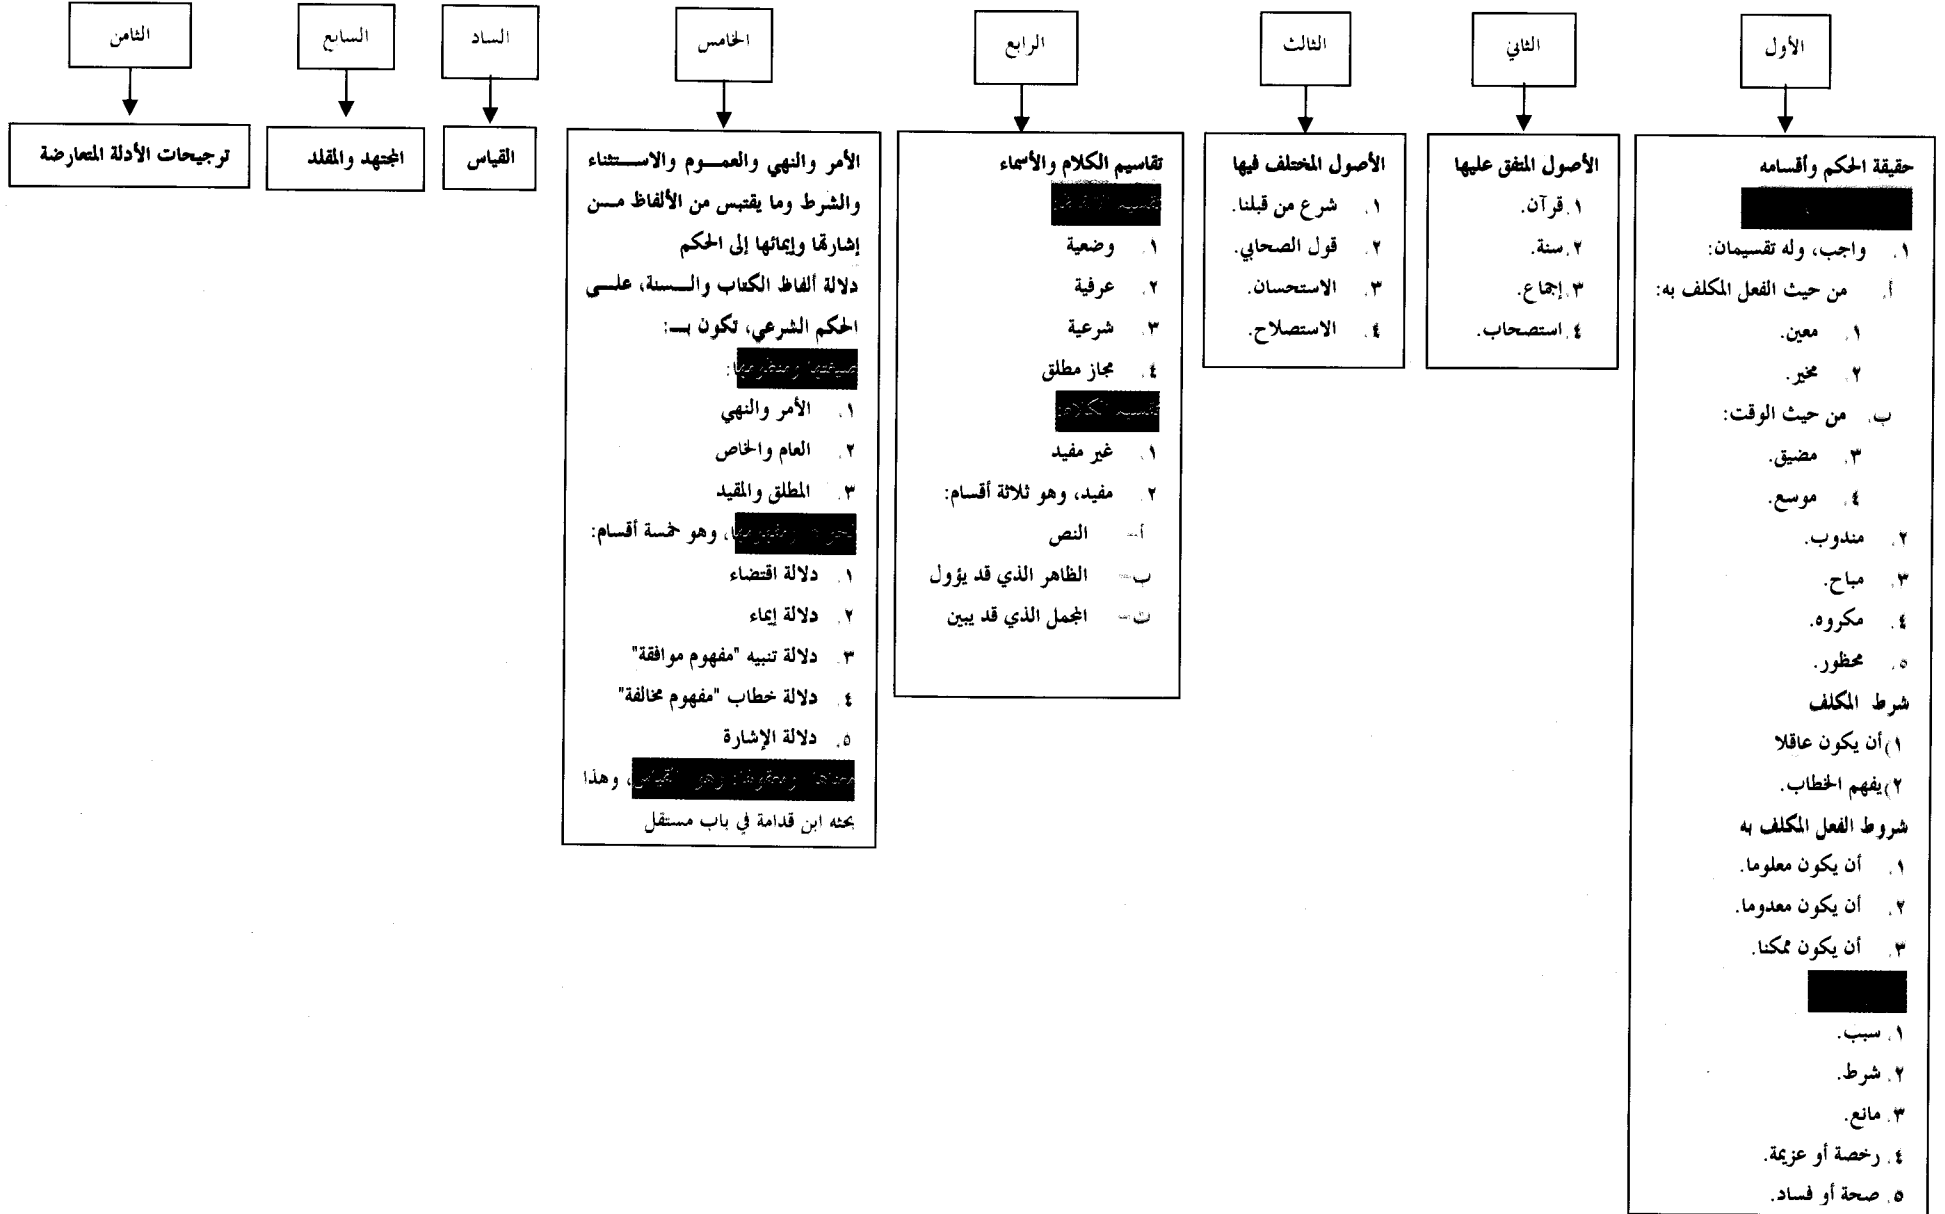 الأول
حقيقة الحكم وأقسامه
١. واجب، وله تقسيمان:
أ. من حيث الفعل المكلف به:
١. معين.
٢. مخير.
ب. من حيث الوقت:
٣. مضيق.
٤. موسع.
٢. مندوب.
٣. مباح.
٤. مكروه.
٥. محظور.
شرط المكلف
١)أن يكون عاقلا
٢)يفهم الخطاب.
شروط الفعل المكلف به
١. أن يكون معلوما.
٢. أن يكون معدوما.
٣. أن يكون ممكنا.
١. سبب.
٢. شرط.
٣. مانع.
٤. رخصة أو عزيمة.
٥. صحة أو فساد.
الثاني
الأصول المتفق عليها
١.قرآن.
٢.سنة.
٣.إجماع.
٤.استصحاب.
الثالث
الأصول المختلف فيها
١. شرع من قبلنا.
٢. قول الصحابي.
٣. الاستحسان.
٤. الاستصلاح.
الرابع
تقاسيم الكلام والأسماء
١. وضعية
٢. عرفية
٣. شرعية
٤. مجاز مطلق
تقسيم الكلام:
١. غير مفيد
٢. مفيد، وهو ثلاثة أقسام:
أ– النص
ب– الظاهر الذي قد يؤول
ت– المجمل الذي قد يبين
الخامس
الأمر والنهي والعموم والاستثناء
والشرط وما يقتبس من الألفاظ من
إشارتها وإيمائها إلى الحكم
دلالة ألفاظ الكتاب والسنة، على
الحكم الشرعي، تكون بـ:
صيغتها ومنظومها:
١. الأمر والنهي
٢. العام والخاص
٣. المطلق والمقيد
ومفهومها، وهو خمسة أقسام:
١. دلالة اقتضاء
٢. دلالة إيماء
٣. دلالة تنبيه "مفهوم موافقة"
٤. دلالة خطاب "مفهوم مخالفة"
٥. دلالة الإشارة
معناها ومعقولها وهو القياس، وهذا
بحثه ابن قدامة في باب مستقل
الساد
القياس
السابع
المجتهد والمقلد
الثامن
ترجيحات الأدلة المتعارضة